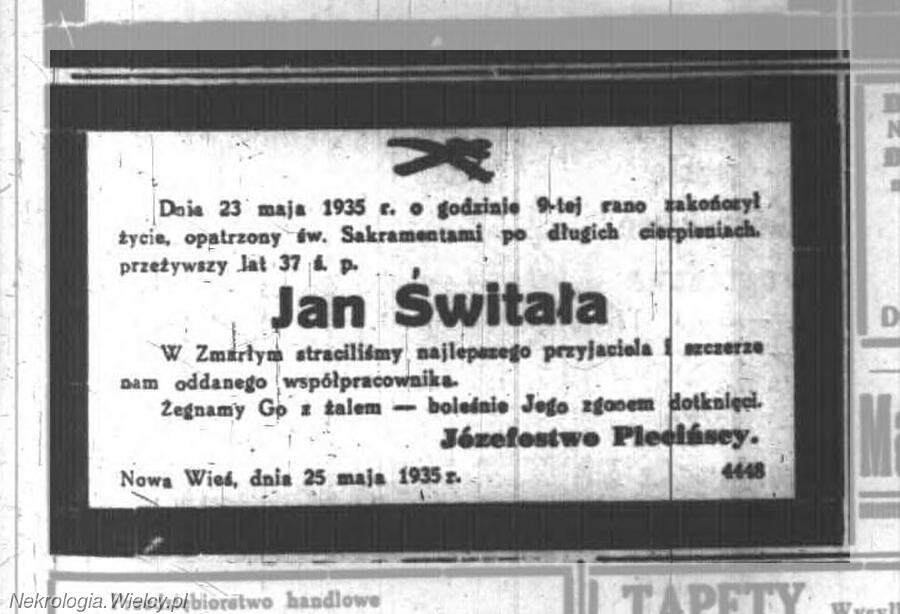 Dnia 23 maja 1935 r. o godzinie 9-tej rano zakończył
życie, opatrzony św. Sakramentami po długich cierpieniach.
przeżywszy lat 37 ś. p.
Jan Świtała
W Zmarłym straciliśmy najlepszego przyjaciela i szczerze
nam oddanego współpracownika.
Żegnamy Go z żalem — boleśnie Jego zgonem dotknięci.
Józefostwo Plecińscy.
Nowa Wieś, dnia 25 maja 1935 r. 4448
Nekrologia.Wielcy.pl
handlowe
TAPETY